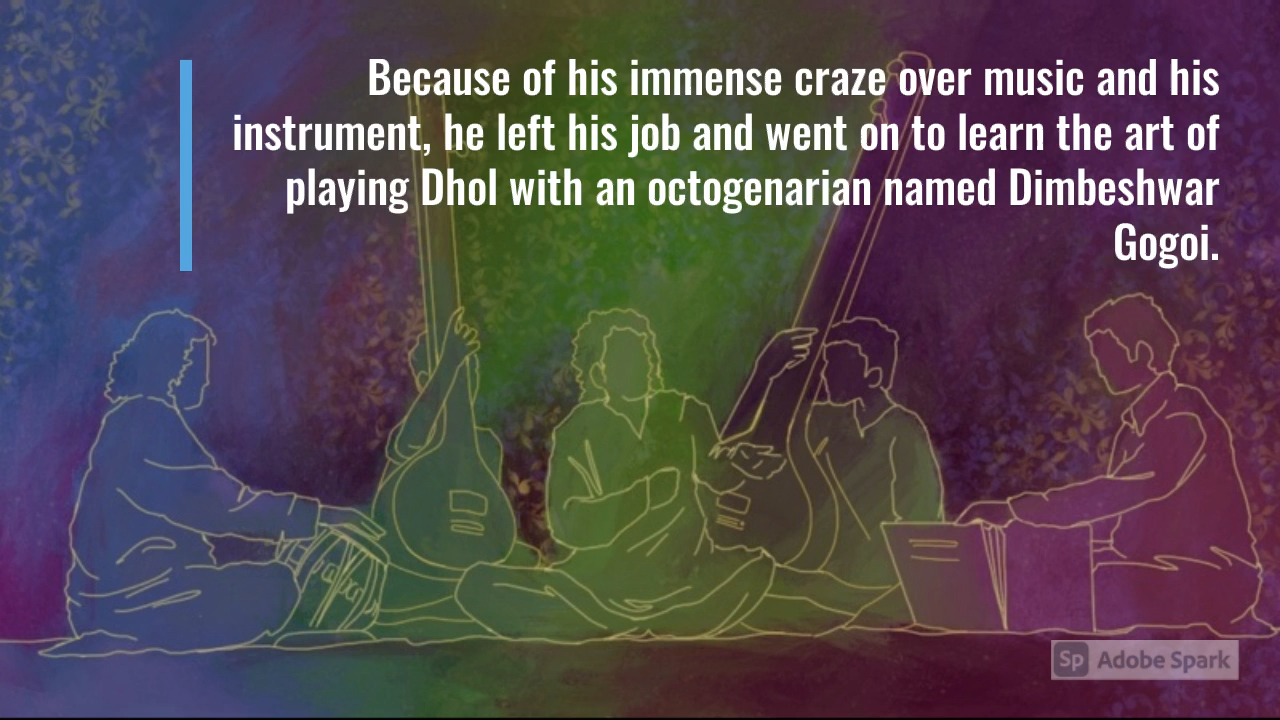 Because of his immense craze over music and his
instrument, he left his job and went on to learn the art of
playing Dhol with an octogenarian named Dimbeshwar
Gogoi.
Sp Adobe Spark